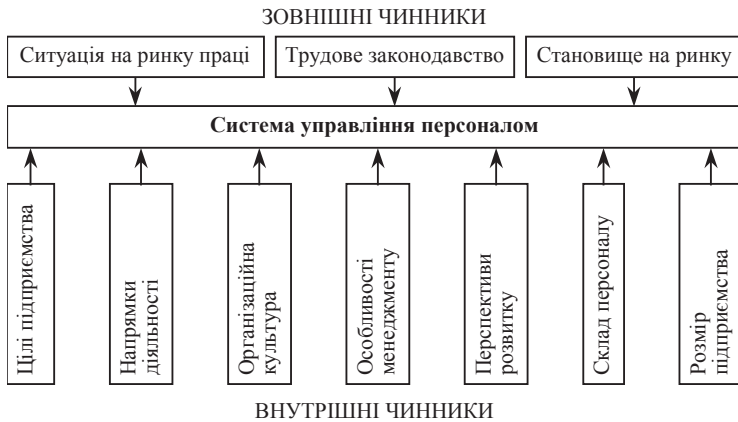 ЗОВНІШНІ ЧИННИКИ
Ситуація на ринку праці
Трудове законодавство
Становище на ринку
Система управління персоналом
Цілі підприємства
Напрямки
діяльності
Організаційна
культура
Особливості
менеджменту
Перспективи
розвитку
Склад персоналу
Розмір
підприємства
ВНУТРІШНІ ЧИННИКИ